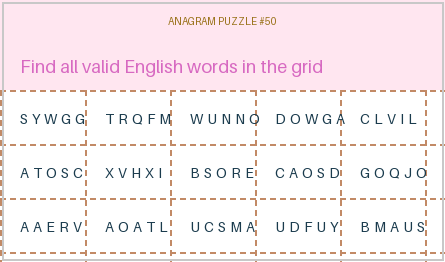 ANAGRAM PUZZLE #50
Find all valid English words in the grid
SYWGG TRQFM WUNNO DOWGA CLVIL
ATOSC XVHXI BSORE CAOSD GOQJO
AAERV AOATL UCSMA UDFUY BMAUS